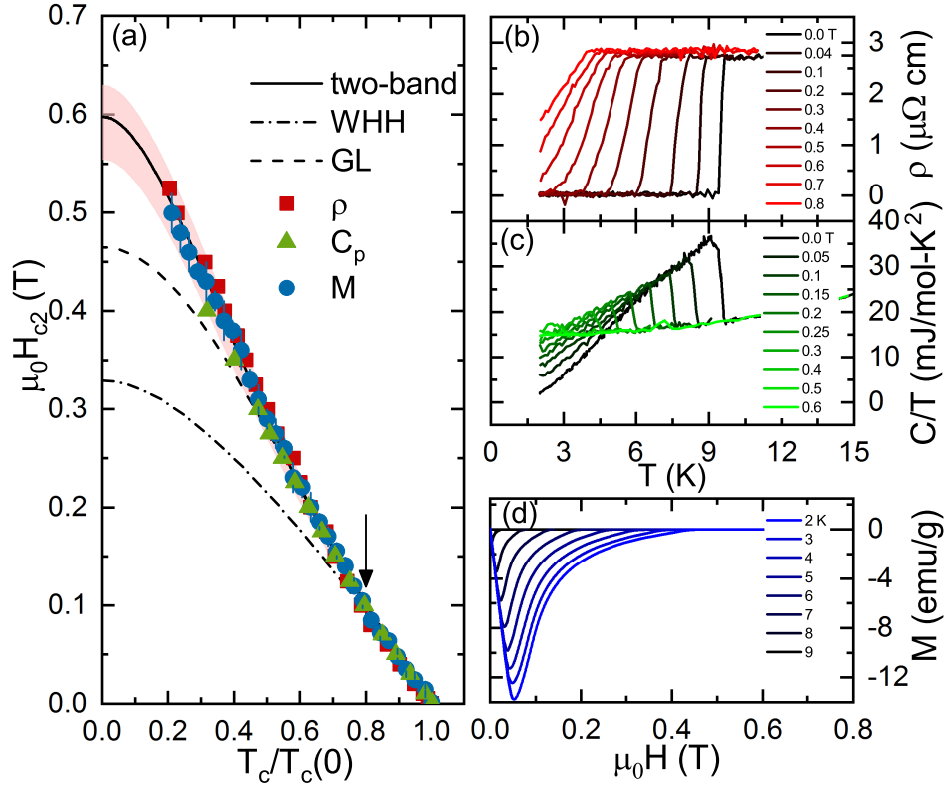 (a)
two-band
WHH
GL
ρ
Cp
M
0.7
0.6
0.5
0.4
0.3
0.2
0.1
0.0
μ0Hc2(T)
0.0 0.2 0.4 0.6 0.8 1.0
Tc/Tc(0)
(b)
0.0 T
0.04
0.1
0.2
0.3
0.4
0.5
0.6
0.7
0.8
3
2
1
0
ρ (μΩ cm)
(c)
0.0 T
0.05
0.1
0.15
0.2
0.25
0.3
0.4
0.5
0.6
40
30
20
10
0
C/T (mJ/mol-K2)
3 6 9 12 15
T (K)
(d)
2 K
3
4
5
6
7
8
9
0
-4
-8
-12
M (emu/g)
0.0 0.2 0.4 0.6 0.8
μ0H (T)